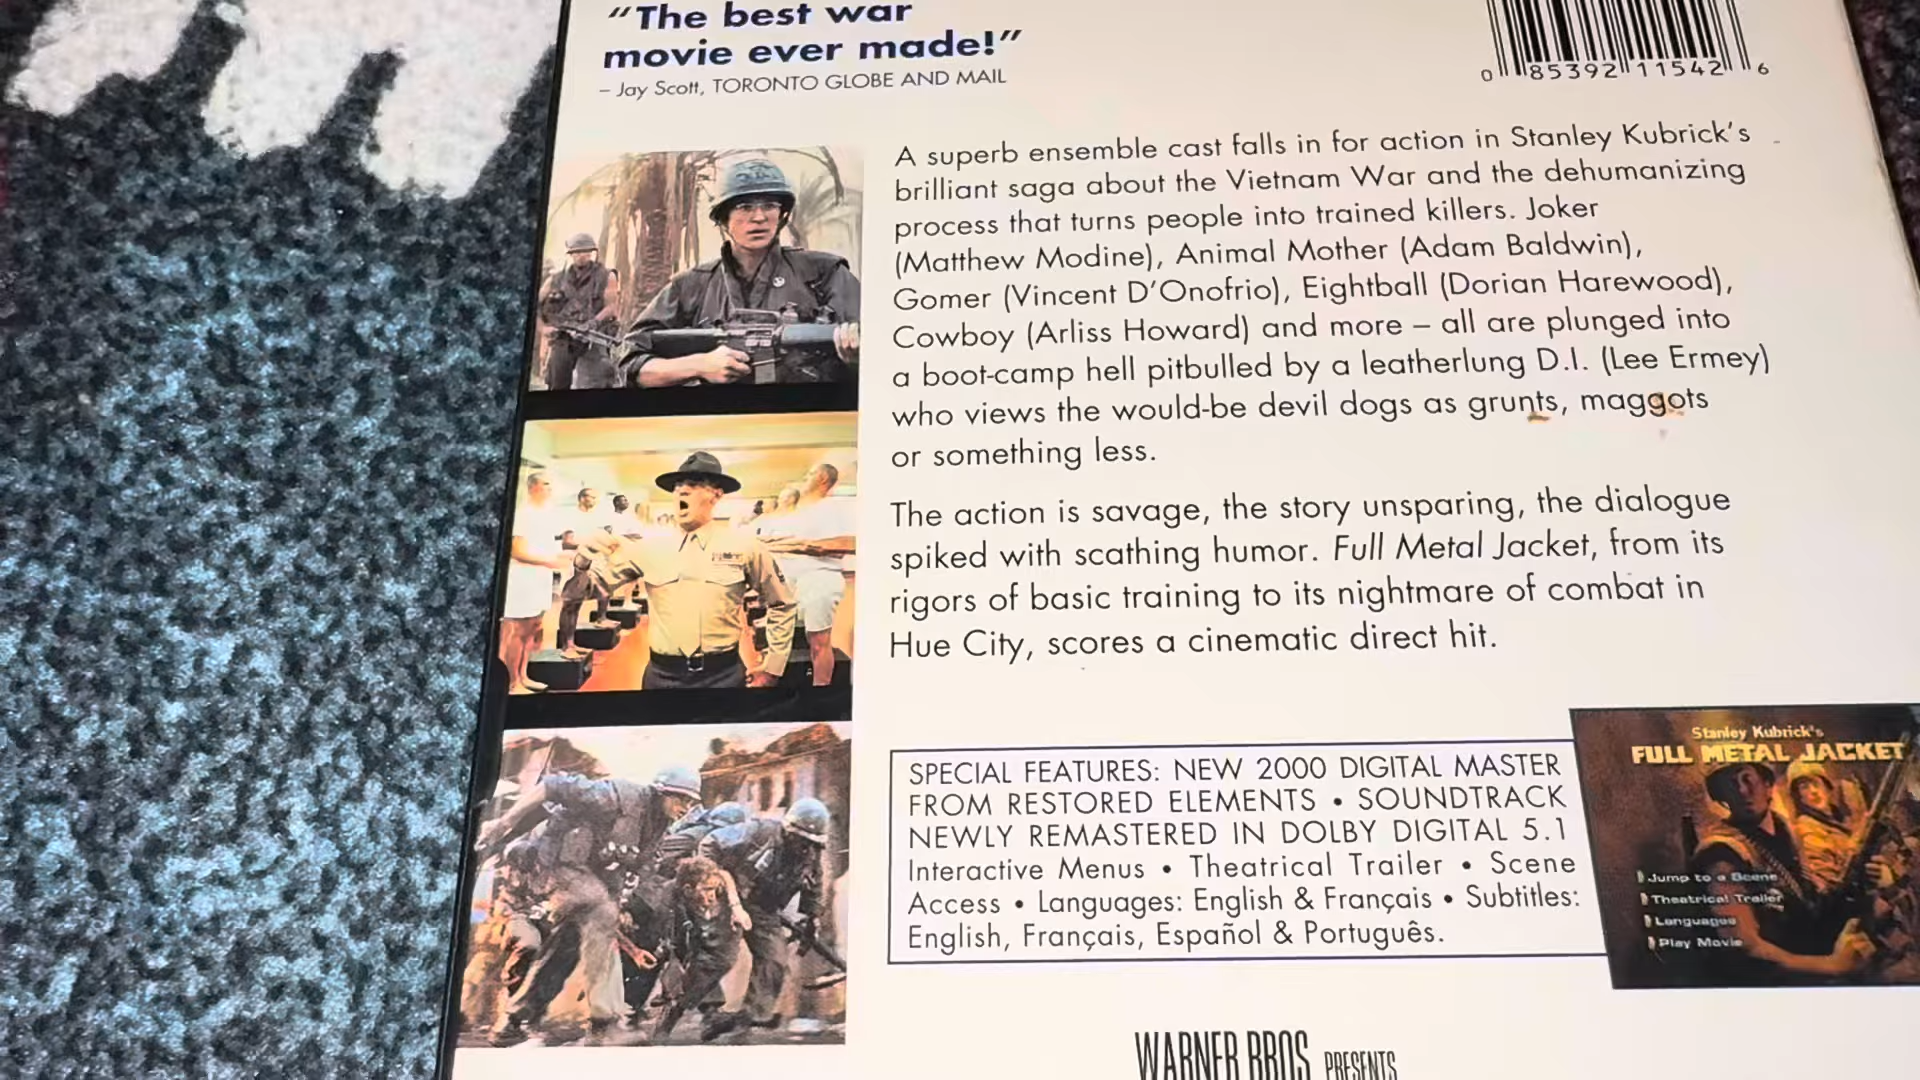 “The best war
movie ever made!”
– Jay Scott, TORONTO GLOBE AND MAIL
0 85392 11542 6
A superb ensemble cast falls in for action in Stanley Kubrick’s
brilliant saga about the Vietnam War and the dehumanizing
process that turns people into trained killers. Joker
(Matthew Modine), Animal Mother (Adam Baldwin),
Gomer (Vincent D’Onofrio), Eightball (Dorian Harewood),
Cowboy (Arliss Howard) and more – all are plunged into
a boot-camp hell pitbulled by a leatherlung D.I. (Lee Ermey)
who views the would-be devil dogs as grunts, maggots
or something less.
The action is savage, the story unsparing, the dialogue
spiked with scathing humor. Full Metal Jacket, from its
rigors of basic training to its nightmare of combat in
Hue City, scores a cinematic direct hit.
SPECIAL FEATURES: NEW 2000 DIGITAL MASTER
FROM RESTORED ELEMENTS • SOUNDTRACK
NEWLY REMASTERED IN DOLBY DIGITAL 5.1
Interactive Menus • Theatrical Trailer • Scene
Access • Languages: English & Français • Subtitles:
English, Français, Español & Português.
Stanley Kubrick’s
FULL METAL JACKET
Jump to a Scene
Theatrical Trailer
Languages
Play Movie
WARNER BROS PRESENTS